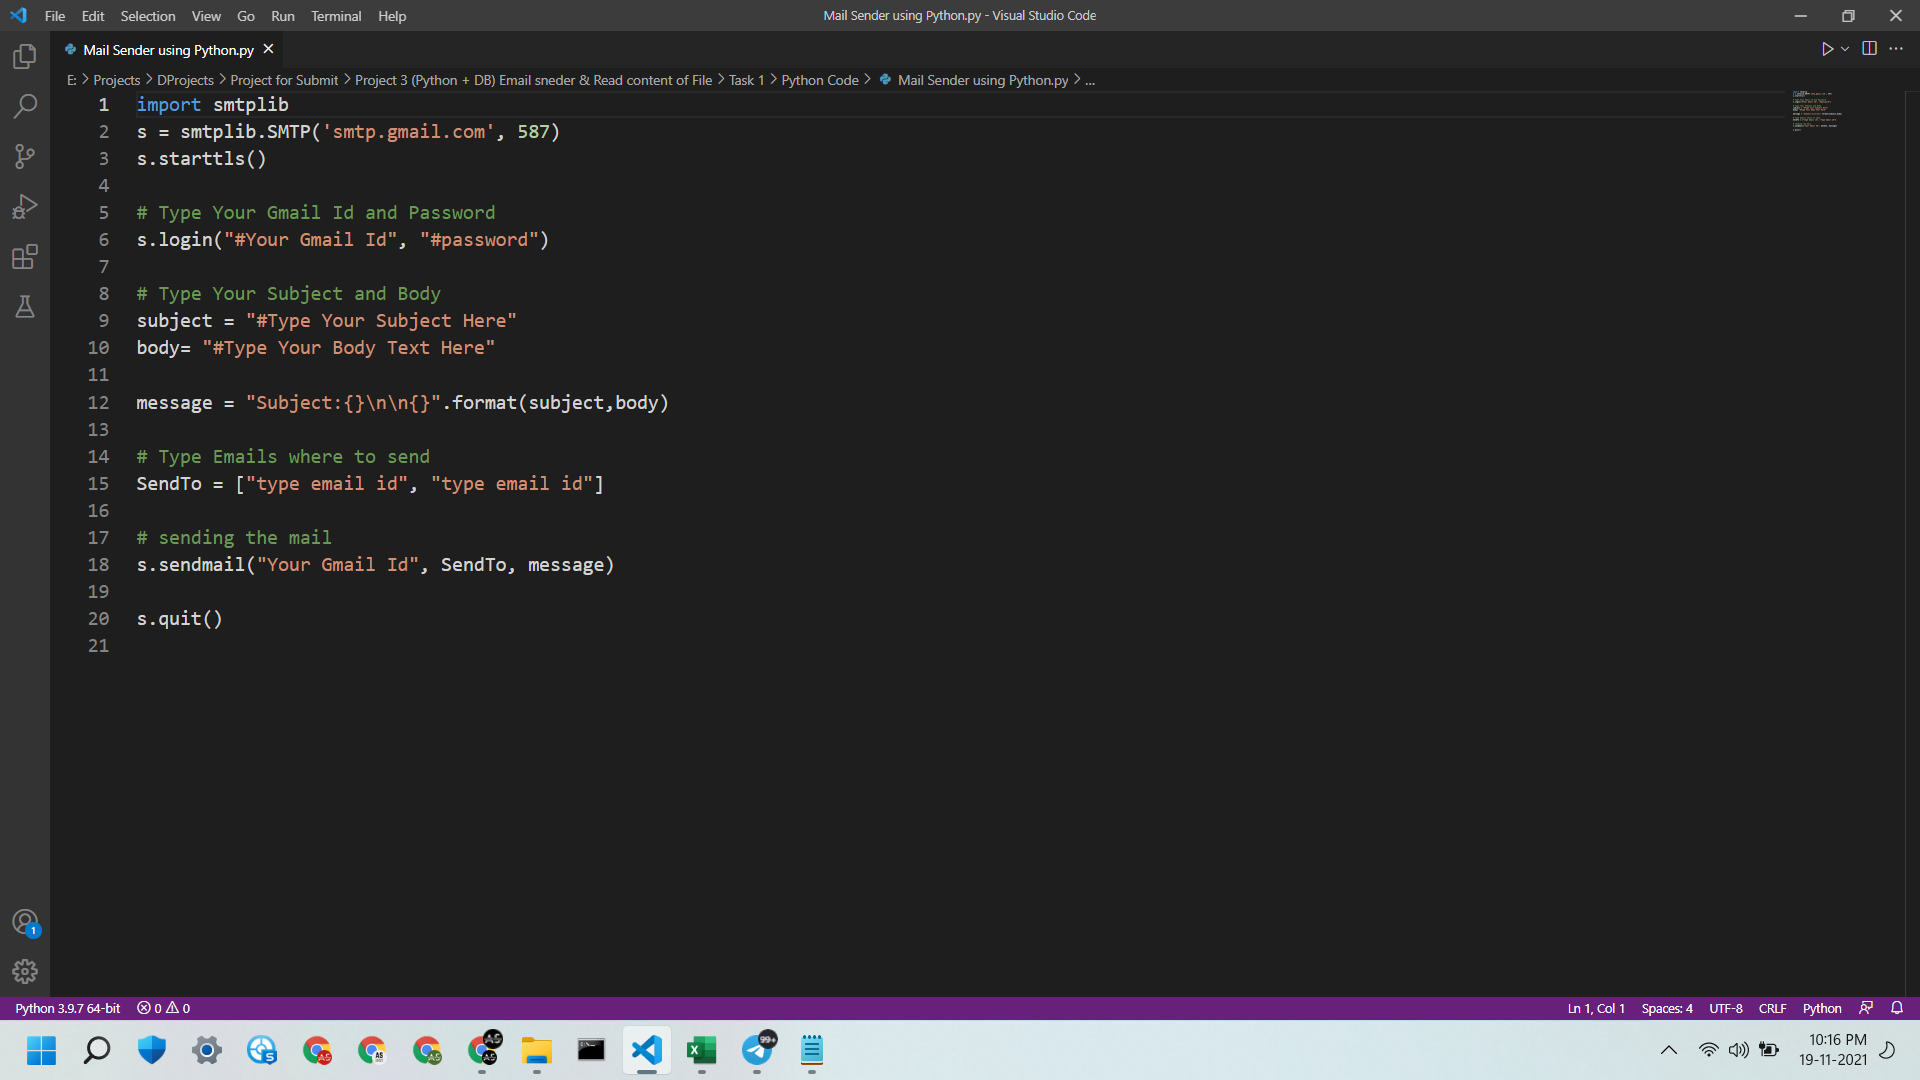 File Edit Selection View Go Run Terminal Help
Mail Sender using Python.py - Visual Studio Code
Mail Sender using Python.py
E: > Projects > DProjects > Project for Submit > Project 3 (Python + DB) Email sneder & Read content of File > Task 1 > Python Code > Mail Sender using Python.py > ...
1 import smtplib
2 s = smtplib.SMTP('smtp.gmail.com', 587)
3 s.starttls()
4
5 # Type Your Gmail Id and Password
6 s.login("#Your Gmail Id", "#password")
7
8 # Type Your Subject and Body
9 subject = "#Type Your Subject Here"
10 body= "#Type Your Body Text Here"
11
12 message = "Subject:{}\n\n{}".format(subject,body)
13
14 # Type Emails where to send
15 SendTo = ["type email id", "type email id"]
16
17 # sending the mail
18 s.sendmail("Your Gmail Id", SendTo, message)
19
20 s.quit()
21
1
Python 3.9.7 64-bit 0 0
Ln 1, Col 1 Spaces: 4 UTF-8 CRLF Python
S AS AS AS AS AS 99+
10:16 PM
19-11-2021